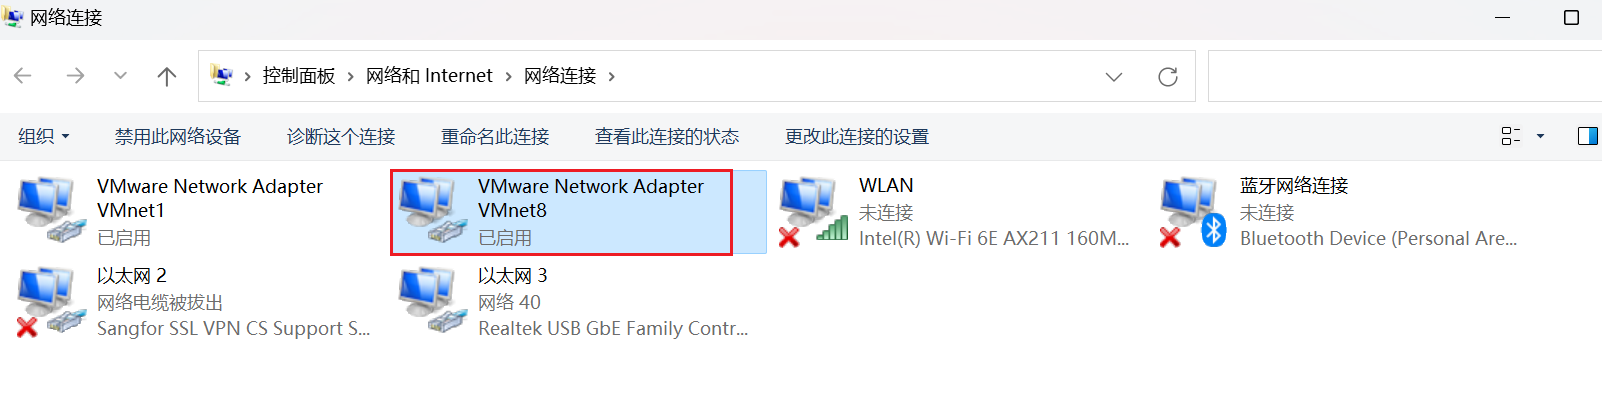 网络连接
控制面板 > 网络和 Internet > 网络连接 >
组织 禁用此网络设备 诊断这个连接 重命名此连接 查看此连接的状态 更改此连接的设置
VMware Network Adapter
VMnet1
已启用
VMware Network Adapter
VMnet8
已启用
WLAN
未连接
Intel(R) Wi-Fi 6E AX211 160M...
蓝牙网络连接
未连接
Bluetooth Device (Personal Are...
以太网 2
网络电缆被拔出
Sangfor SSL VPN CS Support S...
以太网 3
网络 40
Realtek USB GbE Family Contr...